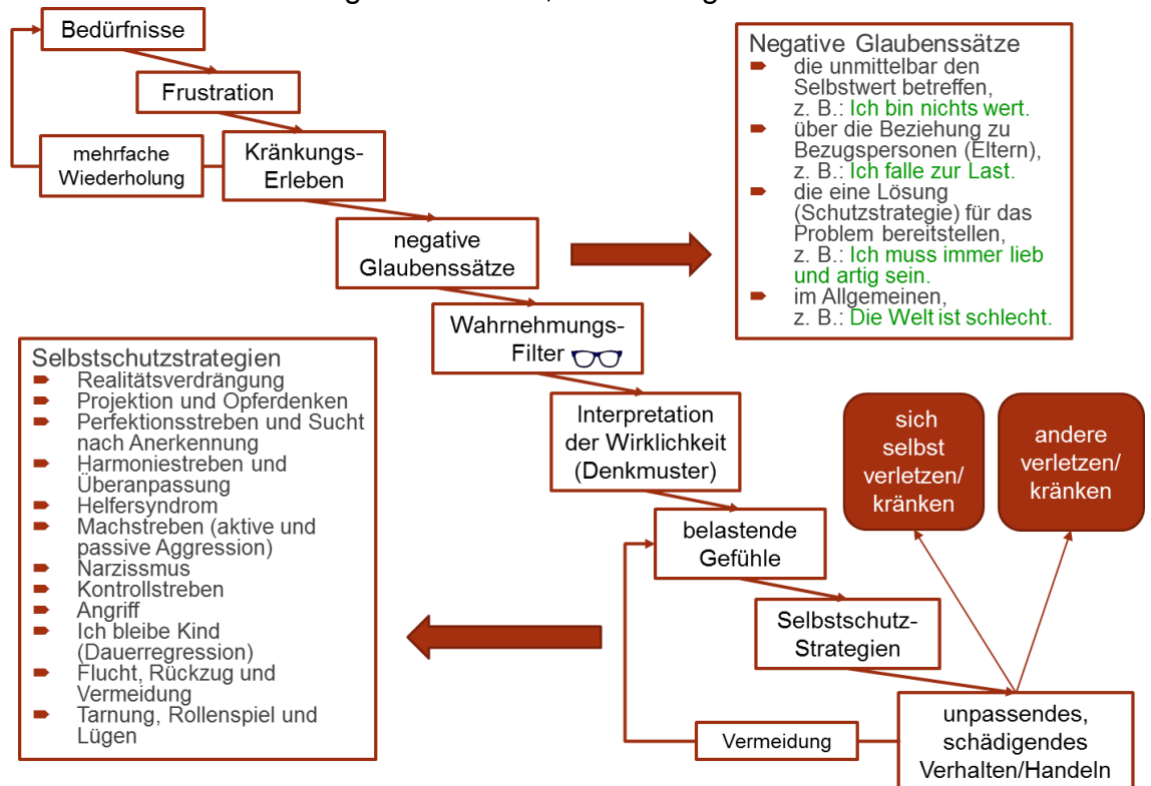 Bedürfnisse
Frustration
mehrfache
Wiederholung
Kränkungs-
Erleben
negative
Glaubenssätze
Negative Glaubenssätze
die unmittelbar den
Selbstwert betreffen,
z. B.: Ich bin nichts wert.
über die Beziehung zu
Bezugspersonen (Eltern),
z. B.: Ich falle zur Last.
die eine Lösung
(Schutzstrategie) für das
Problem bereitstellen,
z. B.: Ich muss immer lieb
und artig sein.
im Allgemeinen,
z. B.: Die Welt ist schlecht.
Wahrnehmungs-
Filter
Interpretation
der Wirklichkeit
(Denkmuster)
belastende
Gefühle
Selbstschutz-
Strategien
Selbstschutzstrategien
Realitätsverdrängung
Projektion und Opferdenken
Perfektionsstreben und Sucht
nach Anerkennung
Harmoniestreben und
Überanpassung
Helfersyndrom
Machstreben (aktive und
passive Aggression)
Narzissmus
Kontrollstreben
Angriff
Ich bleibe Kind
(Dauerregression)
Flucht, Rückzug und
Vermeidung
Tarnung, Rollenspiel und
Lügen
sich
selbst
verletzen/
kränken
andere
verletzen/
kränken
Vermeidung
unpassendes,
schädigendes
Verhalten/Handeln